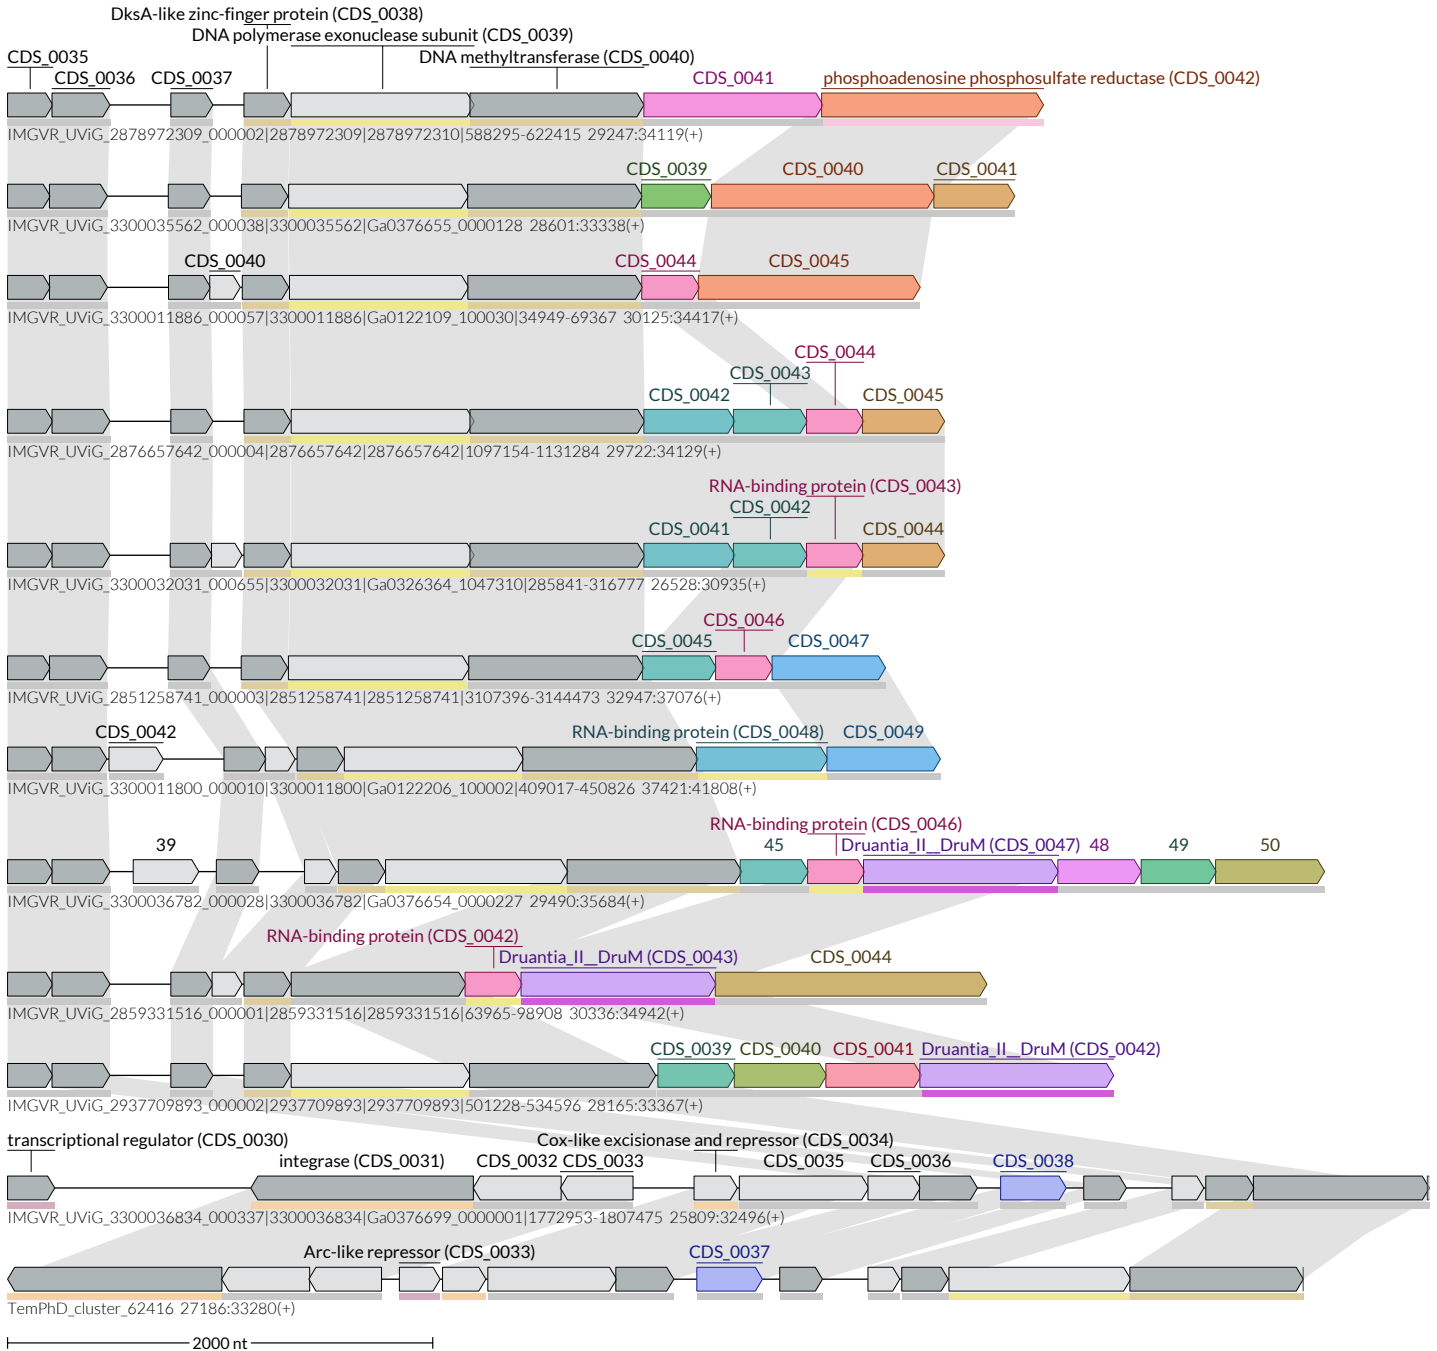 DksA-like zinc-finger protein (CDS_0038)
DNA polymerase exonuclease subunit (CDS_0039)
CDS_0035
DNA methyltransferase (CDS_0040)
CDS_0036
CDS_0037
CDS_0041
phosphoadenosine phosphosulfate reductase (CDS_0042)
IMGVR_UViG_2878972309_000002|2878972309|2878972310|588295-622415 29247:34119(+)
CDS_0039
CDS_0040
CDS_0041
IMGVR_UViG_3300035562_000038|3300035562|Ga0376655_0000128 28601:33338(+)
CDS_0040
CDS_0044
CDS_0045
IMGVR_UViG_3300011886_000057|3300011886|Ga0122109_100030|34949-69367 30125:34417(+)
CDS_0044
CDS_0043
CDS_0042
CDS_0045
IMGVR_UViG_2876657642_000004|2876657642|2876657642|1097154-1131284 29722:34129(+)
RNA-binding protein (CDS_0043)
CDS_0042
CDS_0041
CDS_0044
IMGVR_UViG_3300032031_000655|3300032031|Ga0326364_1047310|285841-316777 26528:30935(+)
CDS_0046
CDS_0045
CDS_0047
IMGVR_UViG_2851258741_000003|2851258741|2851258741|3107396-3144473 32947:37076(+)
CDS_0042
RNA-binding protein (CDS_0048)
CDS_0049
IMGVR_UViG_3300011800_000010|3300011800|Ga0122206_100002|409017-450826 37421:41808(+)
RNA-binding protein (CDS_0046)
39
45
Druantia_II__DruM (CDS_0047)
48
49
50
IMGVR_UViG_3300036782_000028|3300036782|Ga0376654_0000227 29490:35684(+)
RNA-binding protein (CDS_0042)
Druantia_II__DruM (CDS_0043)
CDS_0044
IMGVR_UViG_2859331516_000001|2859331516|2859331516|63965-98908 30336:34942(+)
CDS_0039
CDS_0040
CDS_0041
Druantia_II__DruM (CDS_0042)
IMGVR_UViG_2937709893_000002|2937709893|2937709893|501228-534596 28165:33367(+)
transcriptional regulator (CDS_0030)
Cox-like excisionase and repressor (CDS_0034)
integrase (CDS_0031)
CDS_0032
CDS_0033
CDS_0035
CDS_0036
CDS_0038
IMGVR_UViG_3300036834_000337|3300036834|Ga0376699_0000001|1772953-1807475 25809:32496(+)
Arc-like repressor (CDS_0033)
CDS_0037
TemPhD_cluster_62416 27186:33280(+)
2000 nt